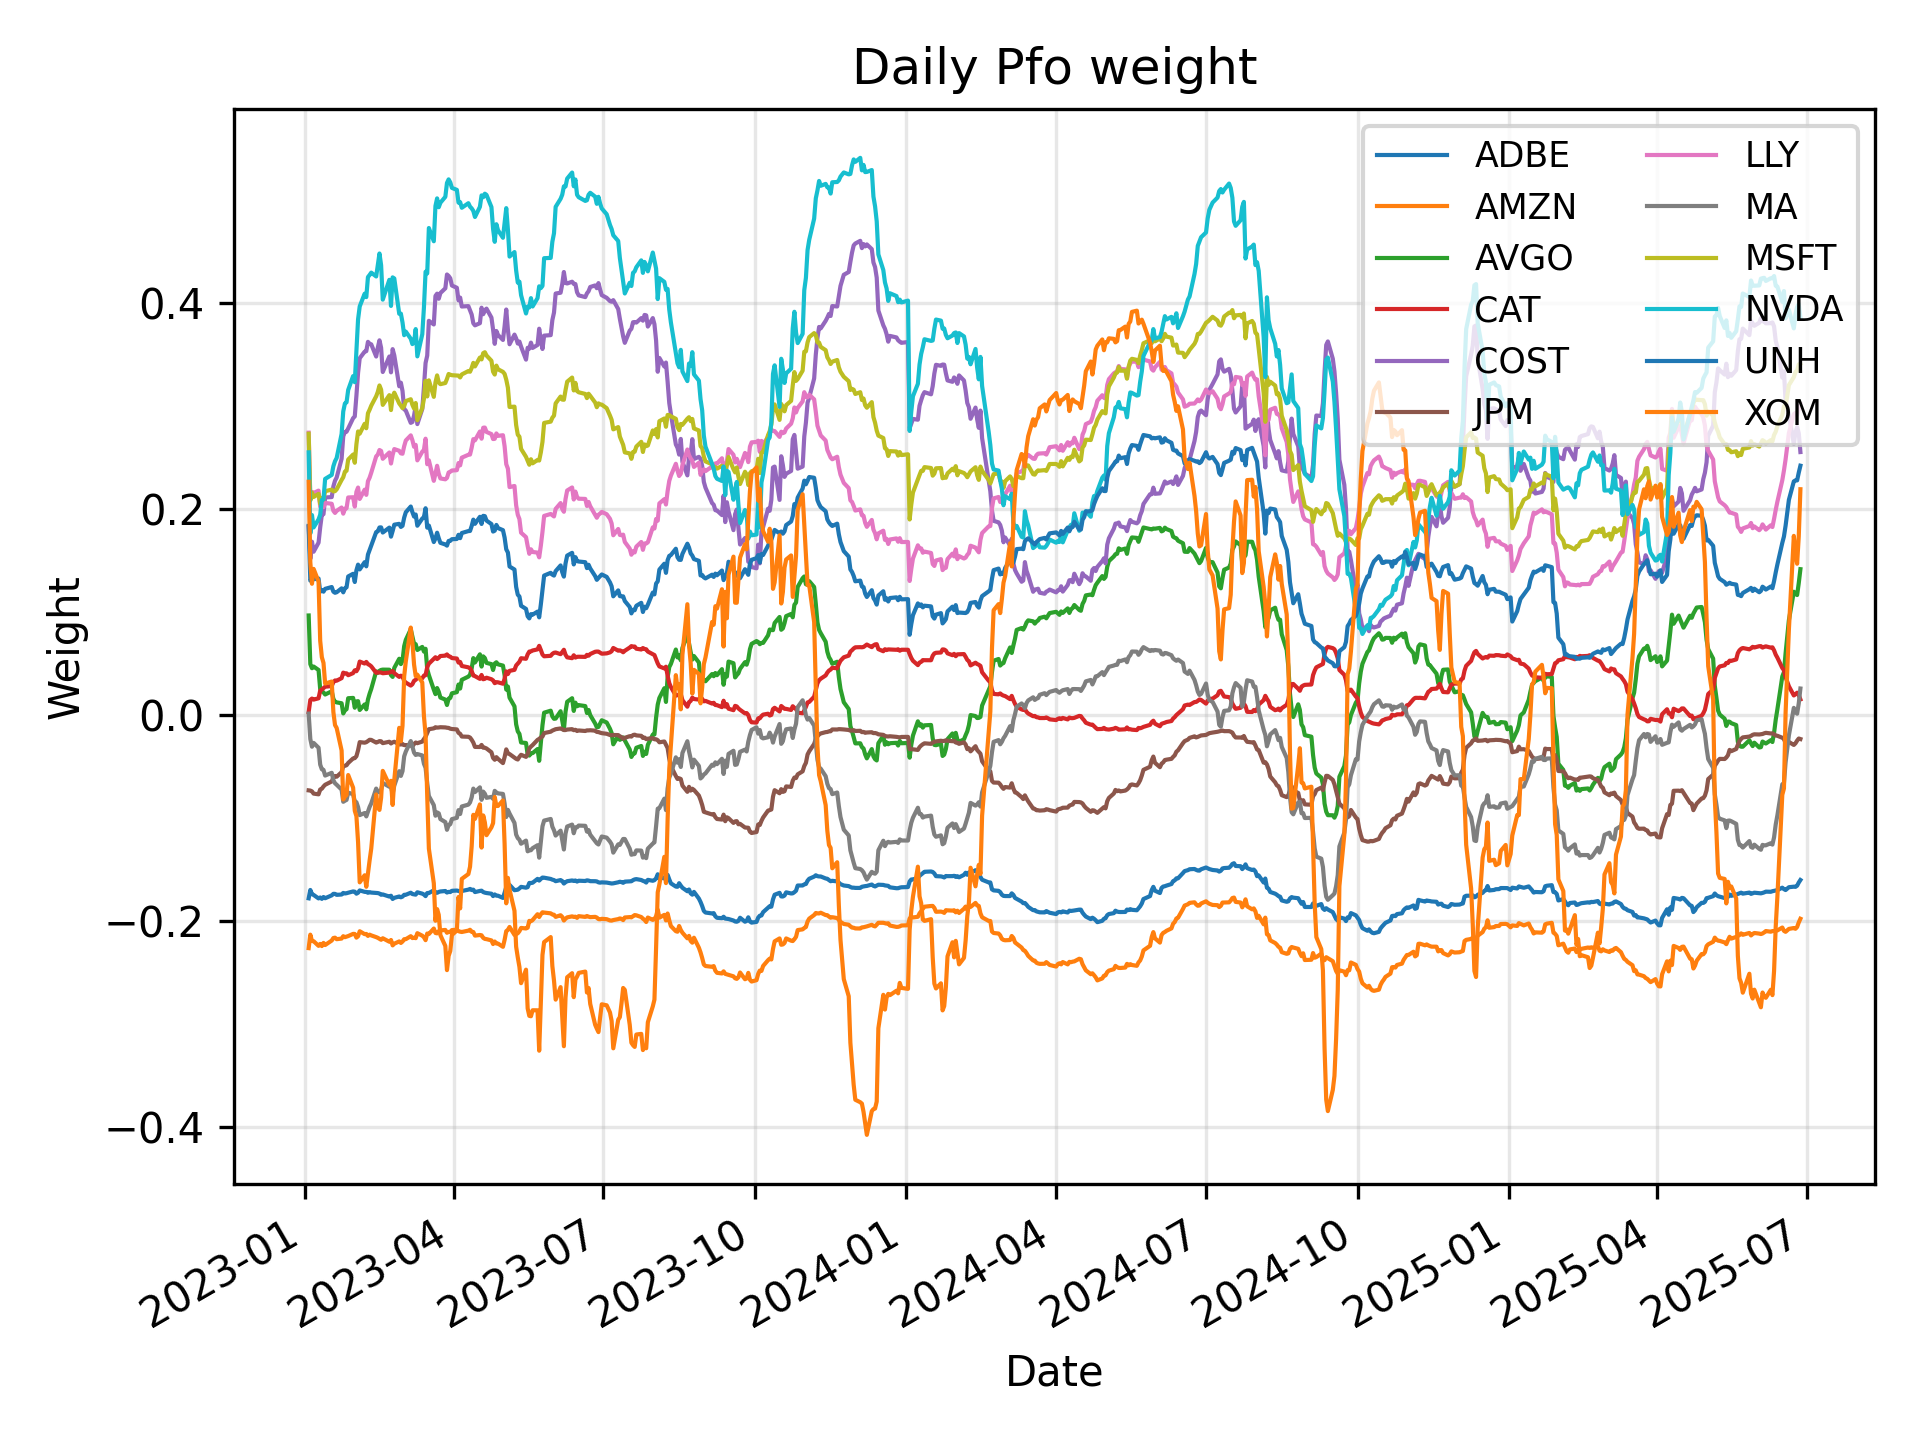 Daily Pfo weight
ADBE
AMZN
AVGO
CAT
COST
JPM
LLY
MA
MSFT
NVDA
UNH
XOM
Weight
0.4
0.2
0.0
−0.2
−0.4
2023-01
2023-04
2023-07
2023-10
2024-01
2024-04
2024-07
2024-10
2025-01
2025-04
2025-07
Date